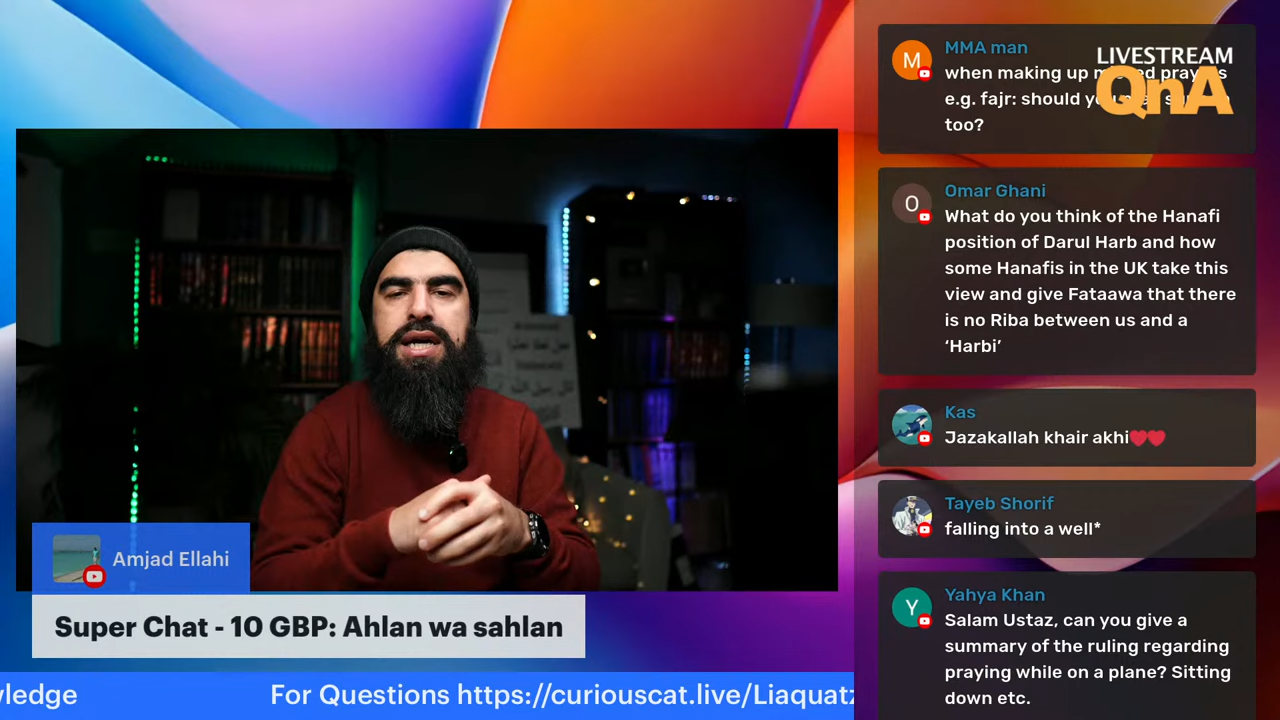 MMA man
when making up
e.g. fajr: should
too?
LIVESTREAM
QnA
M
Omar Ghani
O
What do you think of the Hanafi
position of Darul Harb and how
some Hanafis in the UK take this
view and give Fataawa that there
is no Riba between us and a
‘Harbi’
Kas
Jazakallah khair akhi❤️❤️
Tayeb Shorif
falling into a well*
Yahya Khan
Y
Salam Ustaz, can you give a
summary of the ruling regarding
praying while on a plane? Sitting
down etc.
Amjad Ellahi
Super Chat - 10 GBP: Ahlan wa sahlan
wledge For Questions https://curiouscat.live/Liaquatz